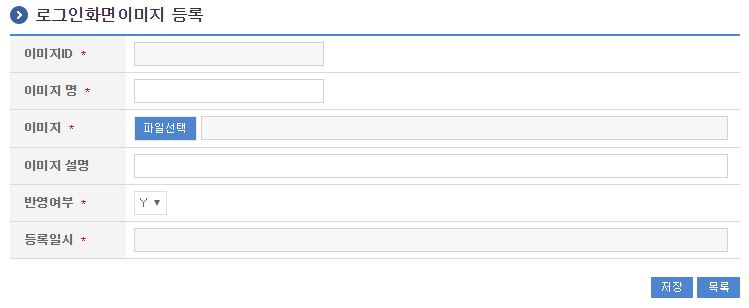 로그인화면이미지 등록
이미지ID *
이미지 명 *
이미지 * 파일선택
이미지 설명
반영여부 * Y ▼
등록일시 *
저장 목록